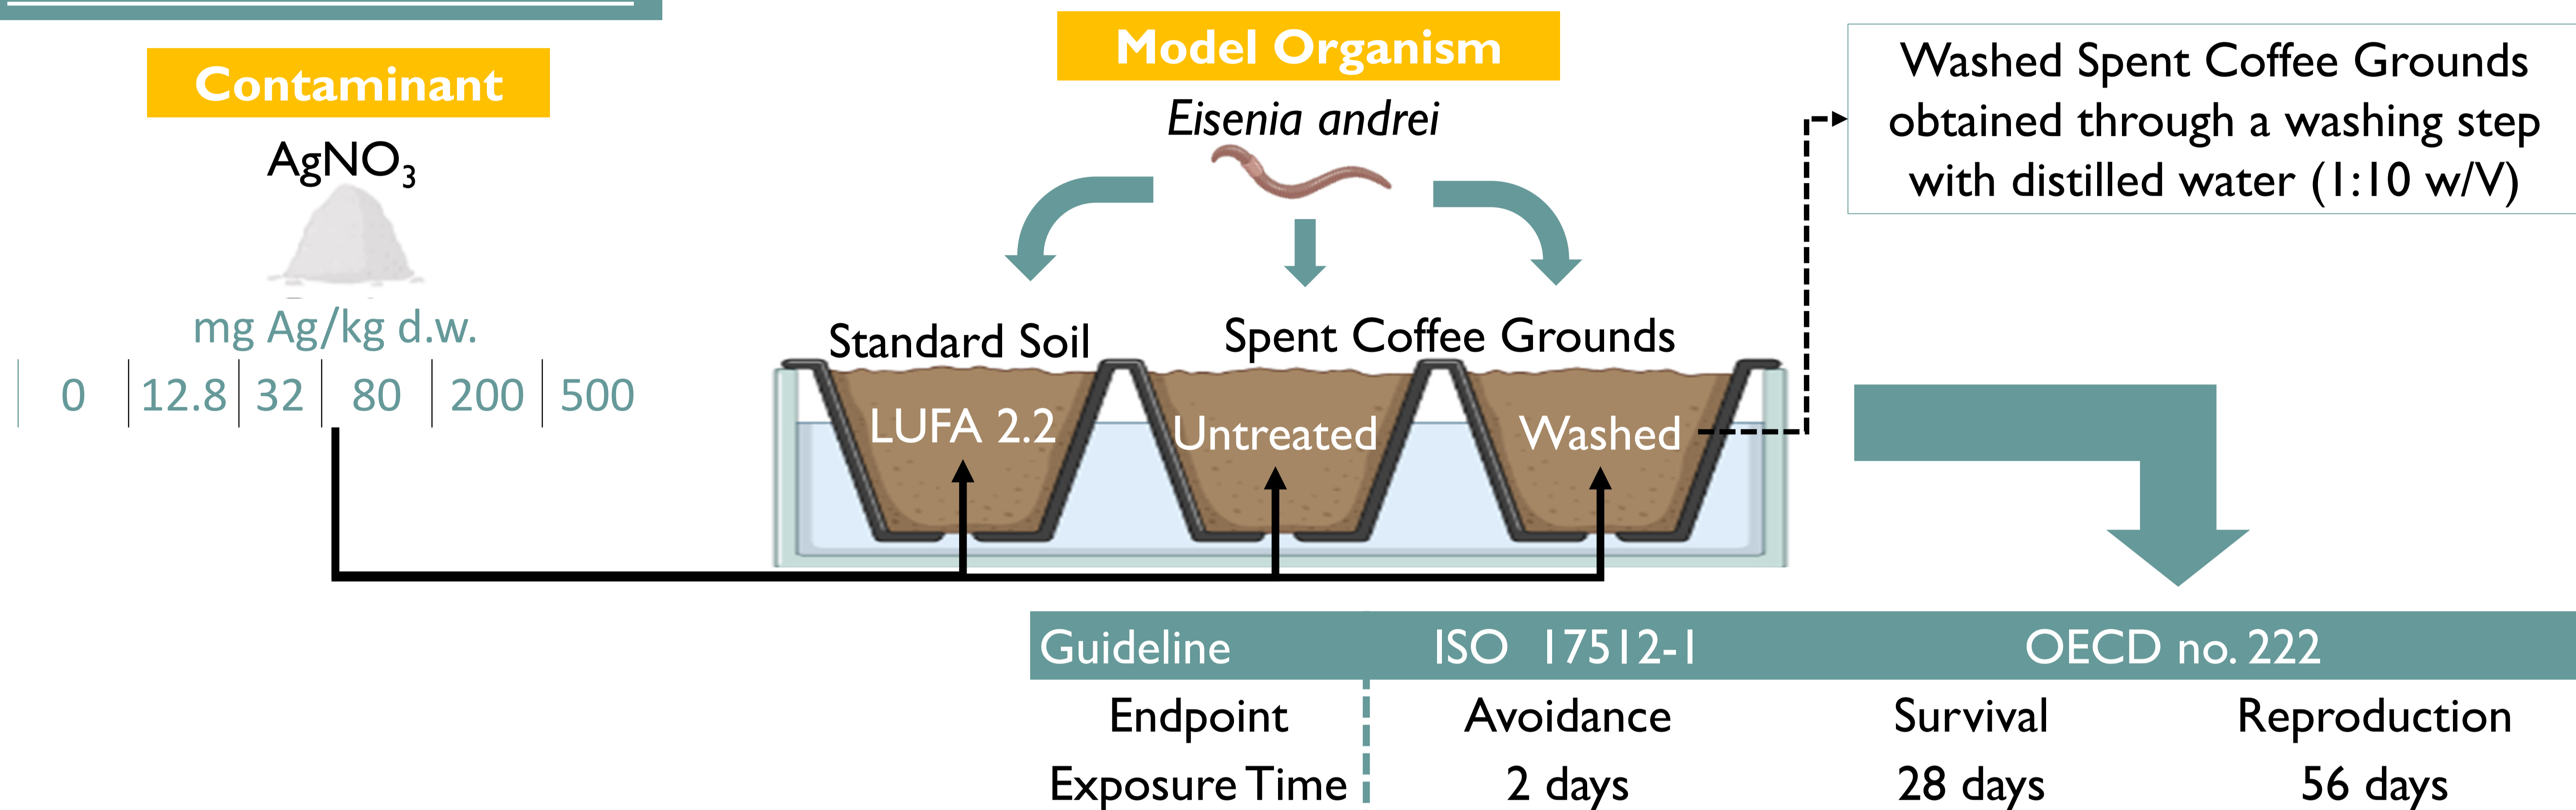 Contaminant
AgNO₃
mg Ag/kg d.w.
0 12.8 32 80 200 500
Model Organism
Eisenia andrei
Standard Soil
Spent Coffee Grounds
LUFA 2.2
Untreated
Washed
Washed Spent Coffee Grounds
obtained through a washing step
with distilled water (1:10 w/V)
Guideline ISO 17512-1 OECD no. 222
Endpoint Avoidance Survival Reproduction
Exposure Time 2 days 28 days 56 days